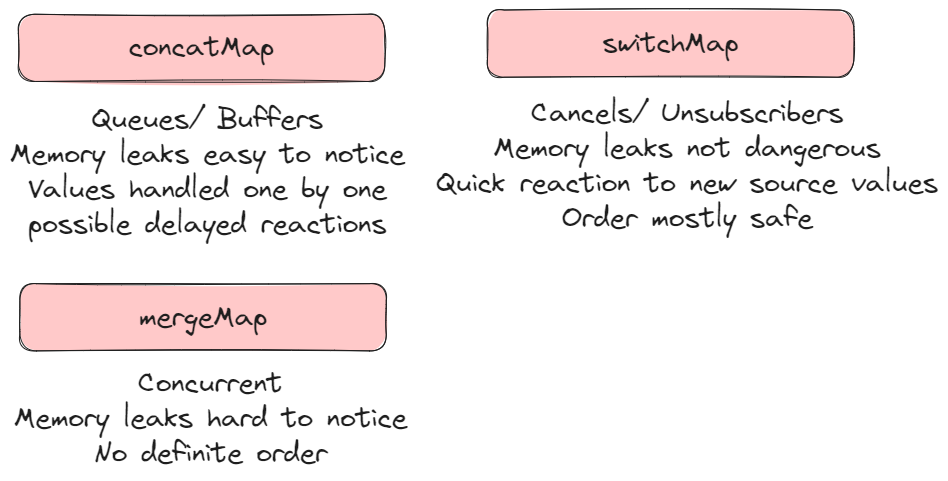 concatMap
Queues/ Buffers
Memory leaks easy to notice
Values handled one by one
possible delayed reactions
switchMap
Cancels/ Unsubscribers
Memory leaks not dangerous
Quick reaction to new source values
Order mostly safe
mergeMap
Concurrent
Memory leaks hard to notice
No definite order